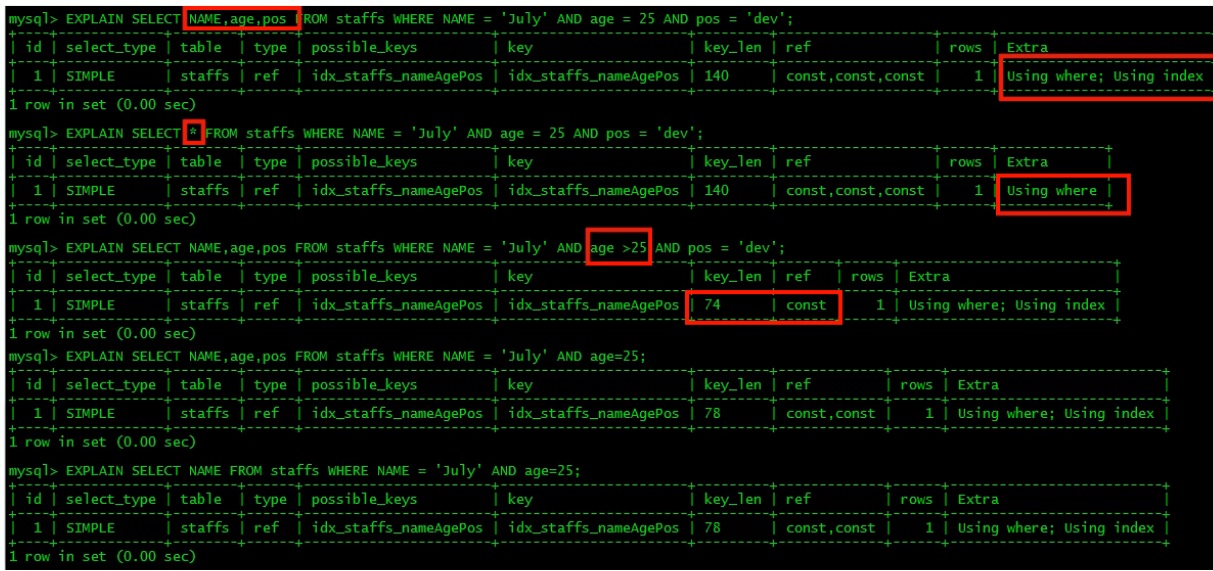 mysql> EXPLAIN SELECT NAME,age,pos FROM staffs WHERE NAME = 'July' AND age = 25 AND pos = 'dev';
| id | select_type | table | type | possible_keys | key | key_len | ref | rows | Extra
| 1 | SIMPLE | staffs | ref | idx_staffs_nameAgePos | idx_staffs_nameAgePos | 140 | const,const,const | 1 | Using where; Using index
1 row in set (0.00 sec)
mysql> EXPLAIN SELECT * FROM staffs WHERE NAME = 'July' AND age = 25 AND pos = 'dev';
| id | select_type | table | type | possible_keys | key | key_len | ref | rows | Extra |
| 1 | SIMPLE | staffs | ref | idx_staffs_nameAgePos | idx_staffs_nameAgePos | 140 | const,const,const | 1 | Using where |
1 row in set (0.00 sec)
mysql> EXPLAIN SELECT NAME,age,pos FROM staffs WHERE NAME = 'July' AND age >25 AND pos = 'dev';
| id | select_type | table | type | possible_keys | key | key_len | ref | rows | Extra |
| 1 | SIMPLE | staffs | ref | idx_staffs_nameAgePos | idx_staffs_nameAgePos | 74 | const | 1 | Using where; Using index |
1 row in set (0.00 sec)
mysql> EXPLAIN SELECT NAME,age,pos FROM staffs WHERE NAME = 'July' AND age=25;
| id | select_type | table | type | possible_keys | key | key_len | ref | rows | Extra |
| 1 | SIMPLE | staffs | ref | idx_staffs_nameAgePos | idx_staffs_nameAgePos | 78 | const,const | 1 | Using where; Using index |
1 row in set (0.00 sec)
mysql> EXPLAIN SELECT NAME FROM staffs WHERE NAME = 'July' AND age=25;
| id | select_type | table | type | possible_keys | key | key_len | ref | rows | Extra |
| 1 | SIMPLE | staffs | ref | idx_staffs_nameAgePos | idx_staffs_nameAgePos | 78 | const,const | 1 | Using where; Using index |
1 row in set (0.00 sec)